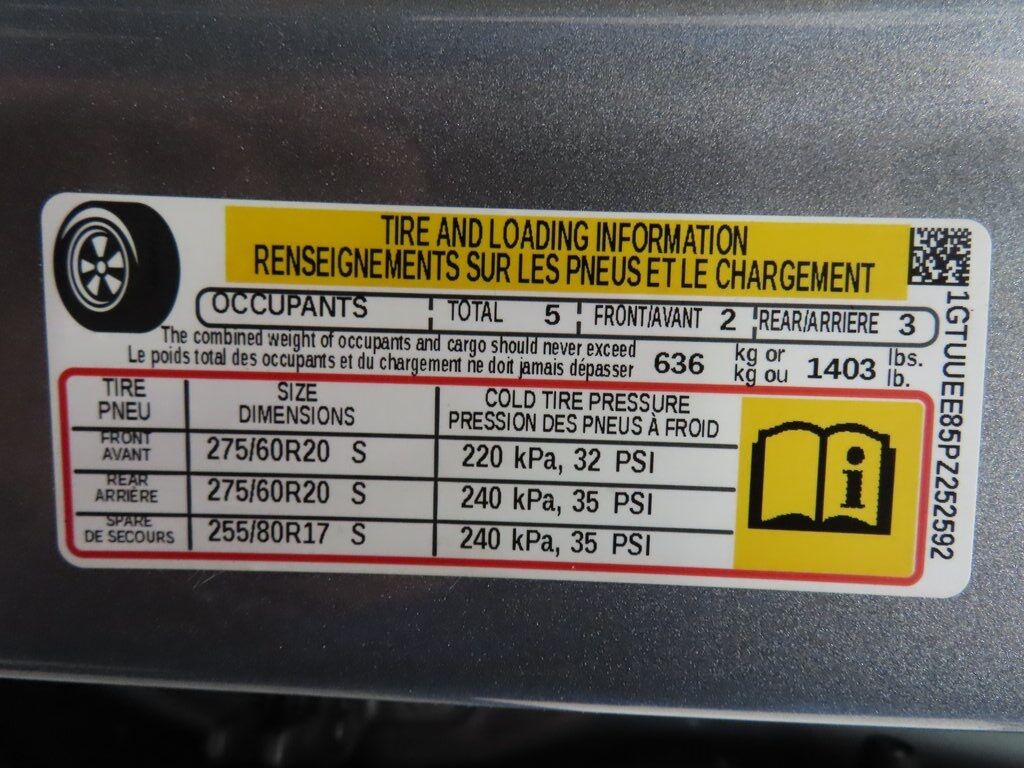 TIRE AND LOADING INFORMATION
RENSEIGNEMENTS SUR LES PNEUS ET LE CHARGEMENT
OCCUPANTS TOTAL 5 FRONT/AVANT 2 REAR/ARRIÈRE 3
The combined weight of occupants and cargo should never exceed 636 kg or 1403 lbs.
Le poids total des occupants et du chargement ne doit jamais dépasser kg ou lb.
TIRE SIZE COLD TIRE PRESSURE
PNEU DIMENSIONS PRESSION DES PNEUS À FROID
FRONT
AVANT 275/60R20 S 220 kPa, 32 PSI
REAR
ARRIÈRE 275/60R20 S 240 kPa, 35 PSI
SPARE
DE SECOURS 255/80R17 S 240 kPa, 35 PSI
i
1GTUUEE85PZ252592